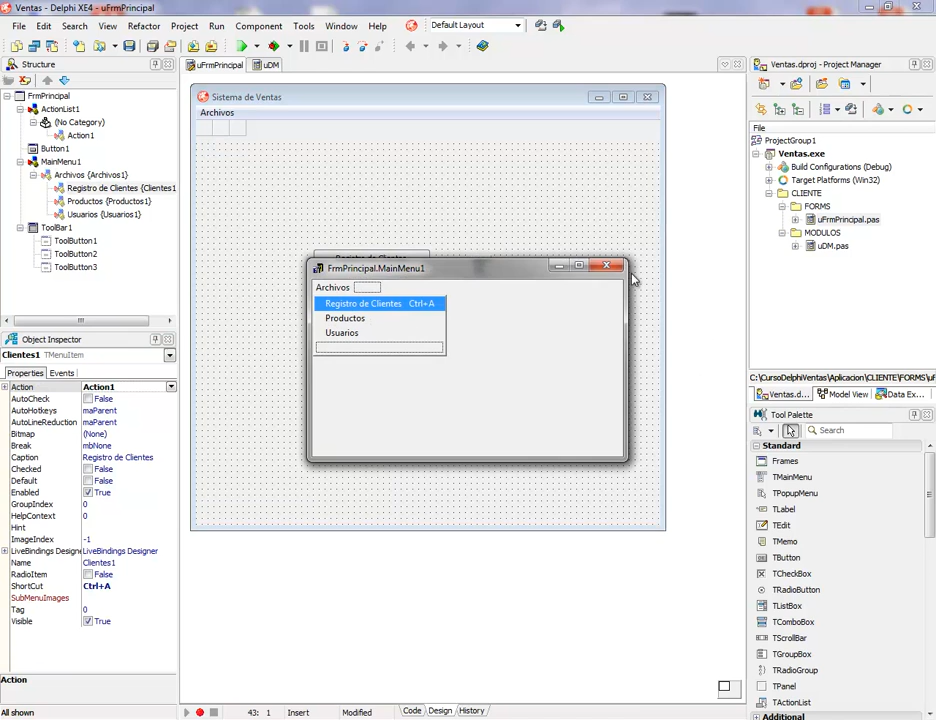 Ventas - Delphi XE4 - uFrmPrincipal
File Edit Search View Refactor Project Run Component Tools Window Help Default Layout
Structure
uFrmPrincipal uDM
Ventas.dproj - Project Manager
FrmPrincipal
ActionList1
(No Category)
Action1
Button1
MainMenu1
Archivos {Archivos1}
Registro de Clientes {Clientes1
Productos {Productos1}
Usuarios {Usuarios1}
ToolBar1
ToolButton1
ToolButton2
ToolButton3
Sistema de Ventas
Archivos
FrmPrincipal.MainMenu1
Archivos
Registro de Clientes Ctrl+A
Productos
Usuarios
File
ProjectGroup1
Ventas.exe
Build Configurations (Debug)
Target Platforms (Win32)
CLIENTE
FORMS
uFrmPrincipal.pas
MODULOS
uDM.pas
C:\CursoDelphiVentas\Aplicacion\CLIENTE\FORMS\uF
Ventas.d... Model View Data Ex...
Object Inspector
Clientes1 TMenuItem
Properties Events
Action Action1
AutoCheck False
AutoHotkeys maParent
AutoLineReduction maParent
Bitmap (None)
Break mbNone
Caption Registro de Clientes
Checked False
Default False
Enabled True
GroupIndex 0
HelpContext 0
Hint
ImageIndex -1
LiveBindings Designer LiveBindings Designer
Name Clientes1
RadioItem False
ShortCut Ctrl+A
SubMenuImages
Tag 0
Visible True
Action
All shown
Tool Palette
Search
Standard
Frames
TMainMenu
TPopupMenu
TLabel
TEdit
TMemo
TButton
TCheckBox
TRadioButton
TListBox
TComboBox
TScrollBar
TGroupBox
TRadioGroup
TPanel
TActionList
Additional
43: 1 Insert Modified Code Design History